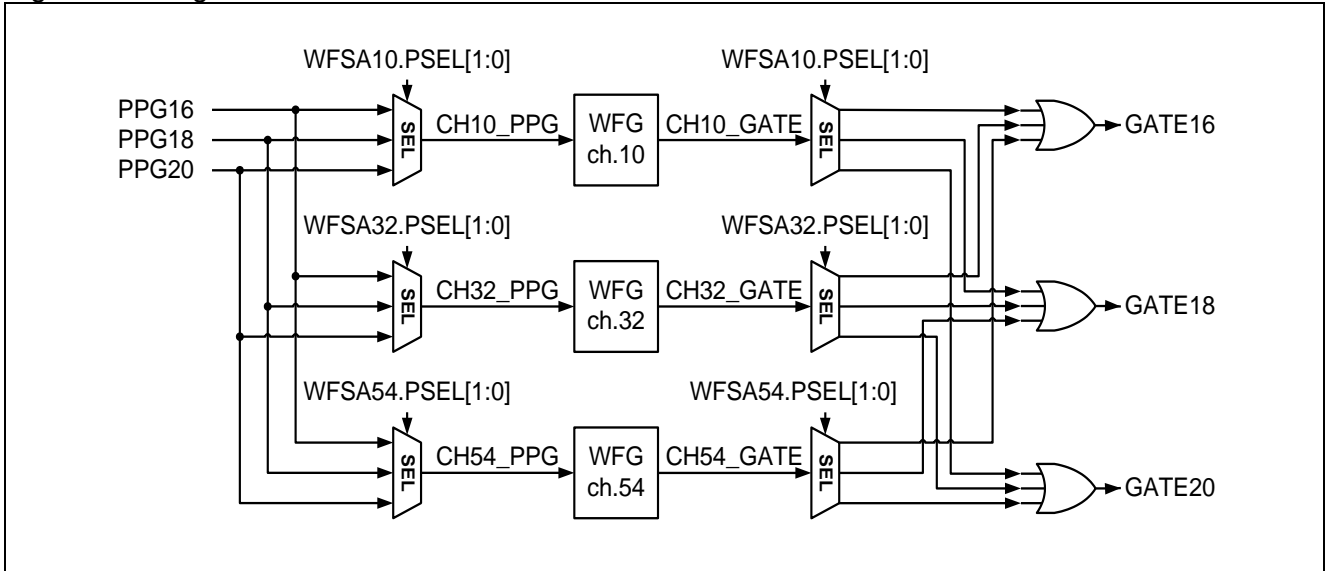 WFSA10.PSEL[1:0] WFSA10.PSEL[1:0]
PPG16
PPG18
PPG20
SEL
CH10_PPG
WFG
ch.10
CH10_GATE
SEL
GATE16
WFSA32.PSEL[1:0] WFSA32.PSEL[1:0]
SEL
CH32_PPG
WFG
ch.32
CH32_GATE
SEL
GATE18
WFSA54.PSEL[1:0] WFSA54.PSEL[1:0]
SEL
CH54_PPG
WFG
ch.54
CH54_GATE
SEL
GATE20